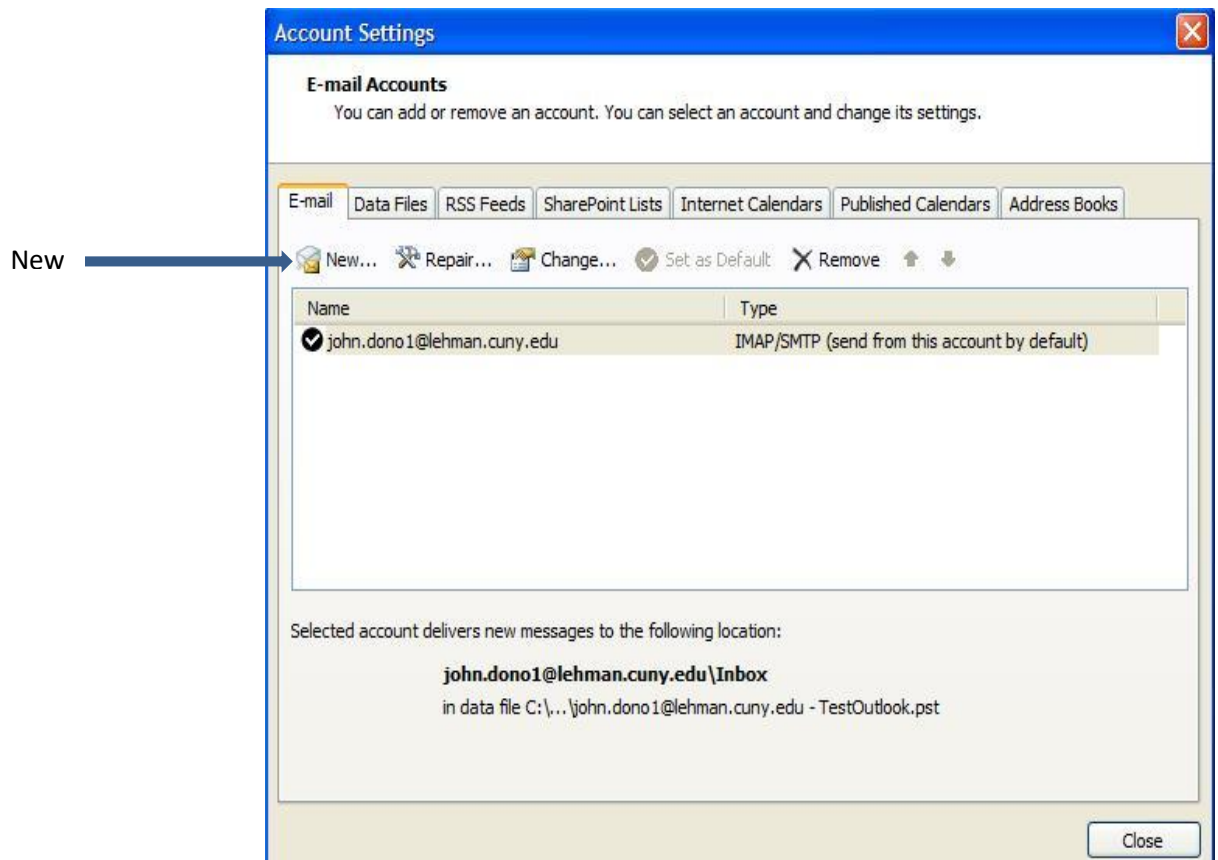 Account Settings
E-mail Accounts
You can add or remove an account. You can select an account and change its settings.
E-mail Data Files RSS Feeds SharePoint Lists Internet Calendars Published Calendars Address Books
New
New... Repair... Change... Set as Default Remove
Name Type
john.dono1@lehman.cuny.edu IMAP/SMTP (send from this account by default)
Selected account delivers new messages to the following location:
john.dono1@lehman.cuny.edu\Inbox
in data file C:\...\john.dono1@lehman.cuny.edu - TestOutlook.pst
Close